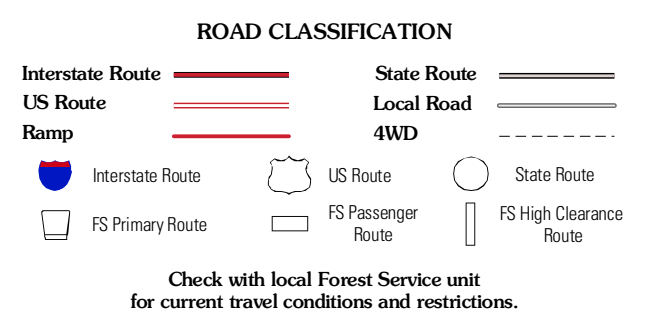 ROAD CLASSIFICATION
Interstate Route
State Route
US Route
Local Road
Ramp
4WD
Interstate Route
US Route
State Route
FS Primary Route
FS Passenger
Route
FS High Clearance
Route
Check with local Forest Service unit
for current travel conditions and restrictions.